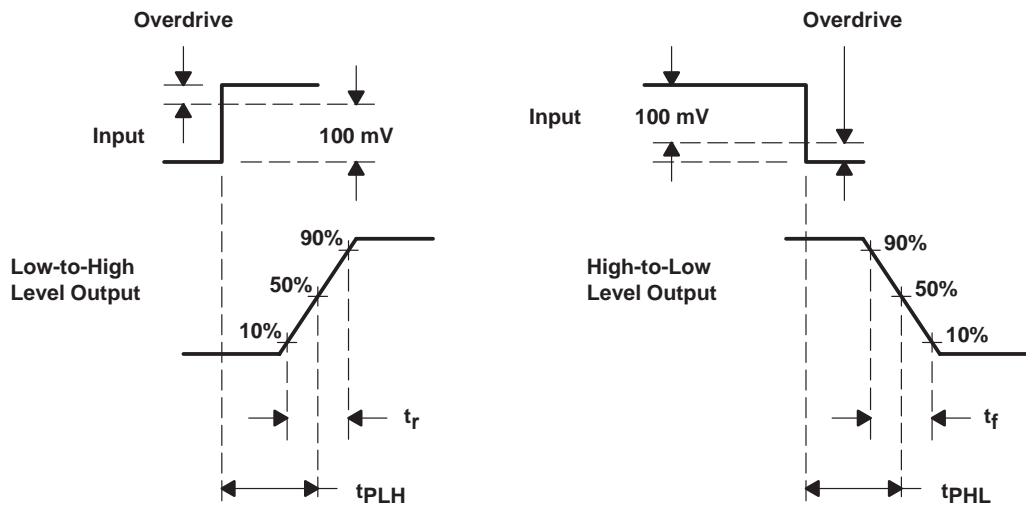 Overdrive
Input
100 mV
90%
Low-to-High
Level Output
50%
10%
tr
tPLH
Overdrive
Input
100 mV
High-to-Low
Level Output
90%
50%
10%
tf
tPHL